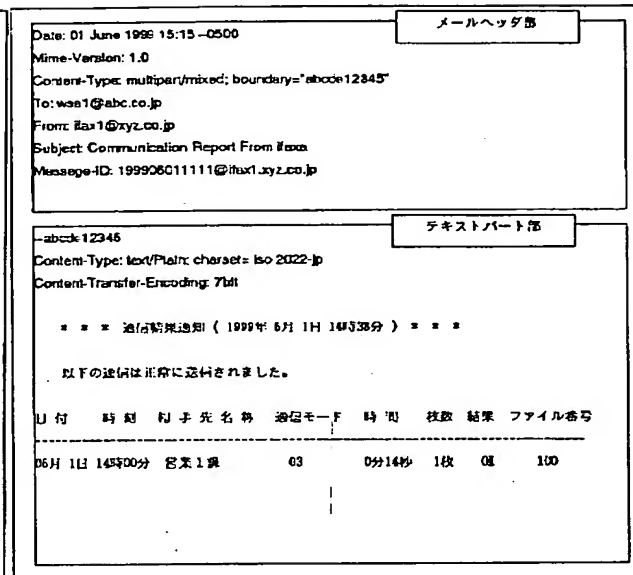 メールヘッダ部
Date: 01 June 1999 15:15 -0500
Mime-Version: 1.0
Content-Type: multipart/mixed; boundary="abcde12345"
To: wsa1@abc.co.jp
From: ifax1@xyz.co.jp
Subject: Communication Report From ifaxa
Message-ID: 199906011111@ifax1.xyz.co.jp
テキストパート部
--abcde12345
Content-Type: text/Plain; charset= iso 2022-jp
Content-Transfer-Encoding: 7bit
* * * 通信結果通知 ( 1999年 6月 1日 14時38分 ) * * *
以下の送信は正常に送信されました。
日付 時刻 相手先名称 通信モード 時間 枚数 結果 ファイル番号
06月 1日 14時00分 営業1課 03 0分14秒 1枚 OK 100